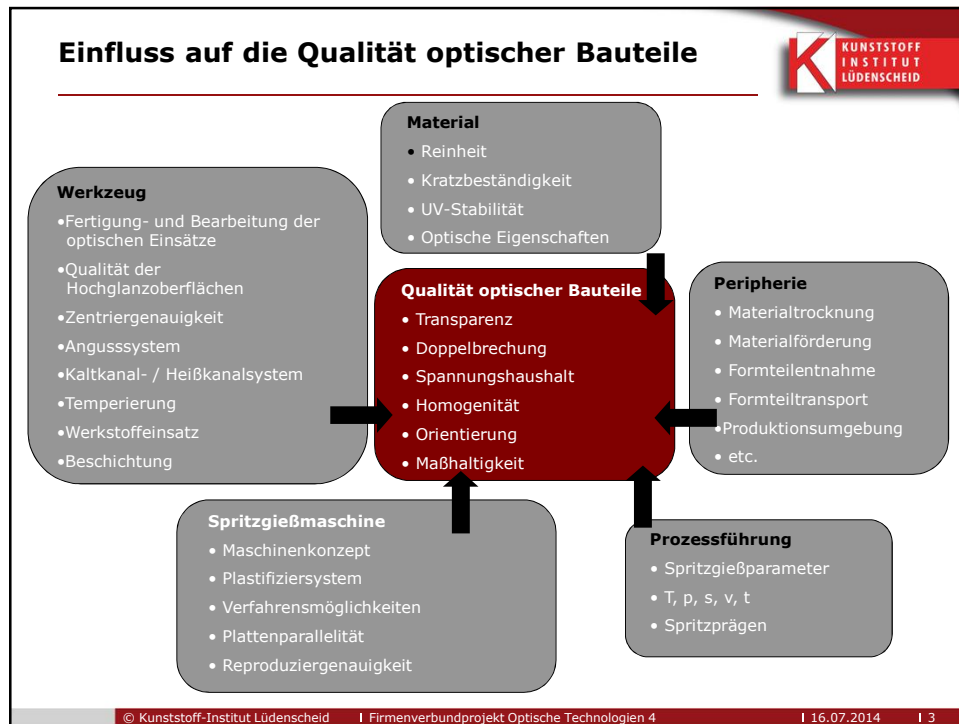 Einfluss auf die Qualität optischer Bauteile
KUNSTSTOFF
INSTITUT
LÜDENSCHEID
Material
• Reinheit
• Kratzbeständigkeit
• UV-Stabilität
• Optische Eigenschaften
Werkzeug
•Fertigung- und Bearbeitung der
optischen Einsätze
•Qualität der
Hochglanzoberflächen
•Zentriergenauigkeit
•Angusssystem
•Kaltkanal- / Heißkanalsystem
•Temperierung
•Werkstoffeinsatz
•Beschichtung
Qualität optischer Bauteile
• Transparenz
• Doppelbrechung
• Spannungshaushalt
• Homogenität
• Orientierung
• Maßhaltigkeit
Peripherie
• Materialtrocknung
• Materialförderung
• Formteilentnahme
• Formteiltransport
•Produktionsumgebung
• etc.
Spritzgießmaschine
• Maschinenkonzept
• Plastifiziersystem
• Verfahrensmöglichkeiten
• Plattenparallelität
• Reproduziergenauigkeit
Prozessführung
• Spritzgießparameter
• T, p, s, v, t
• Spritzprägen
© Kunststoff-Institut Lüdenscheid I Firmenverbundprojekt Optische Technologien 4 I 16.07.2014 I 3